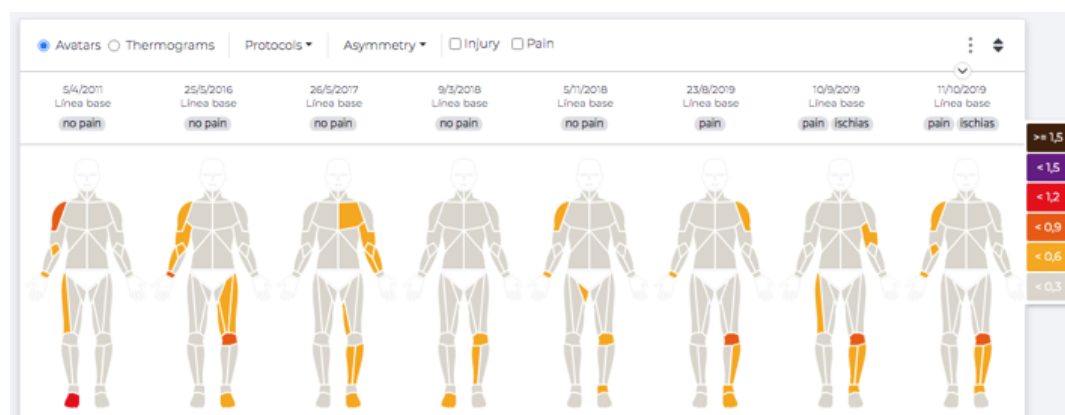 Avatars Thermograms Protocols Asymmetry Injury Pain
5/4/2011 25/5/2016 26/5/2017 9/3/2018 5/11/2018 23/8/2019 10/9/2019 11/10/2019
Línea base Línea base Línea base Línea base Línea base Línea base Línea base Línea base
no pain no pain no pain no pain no pain pain pain ischias pain ischias
>= 1,5
< 1,5
< 1,2
< 0,9
< 0,6
< 0,3